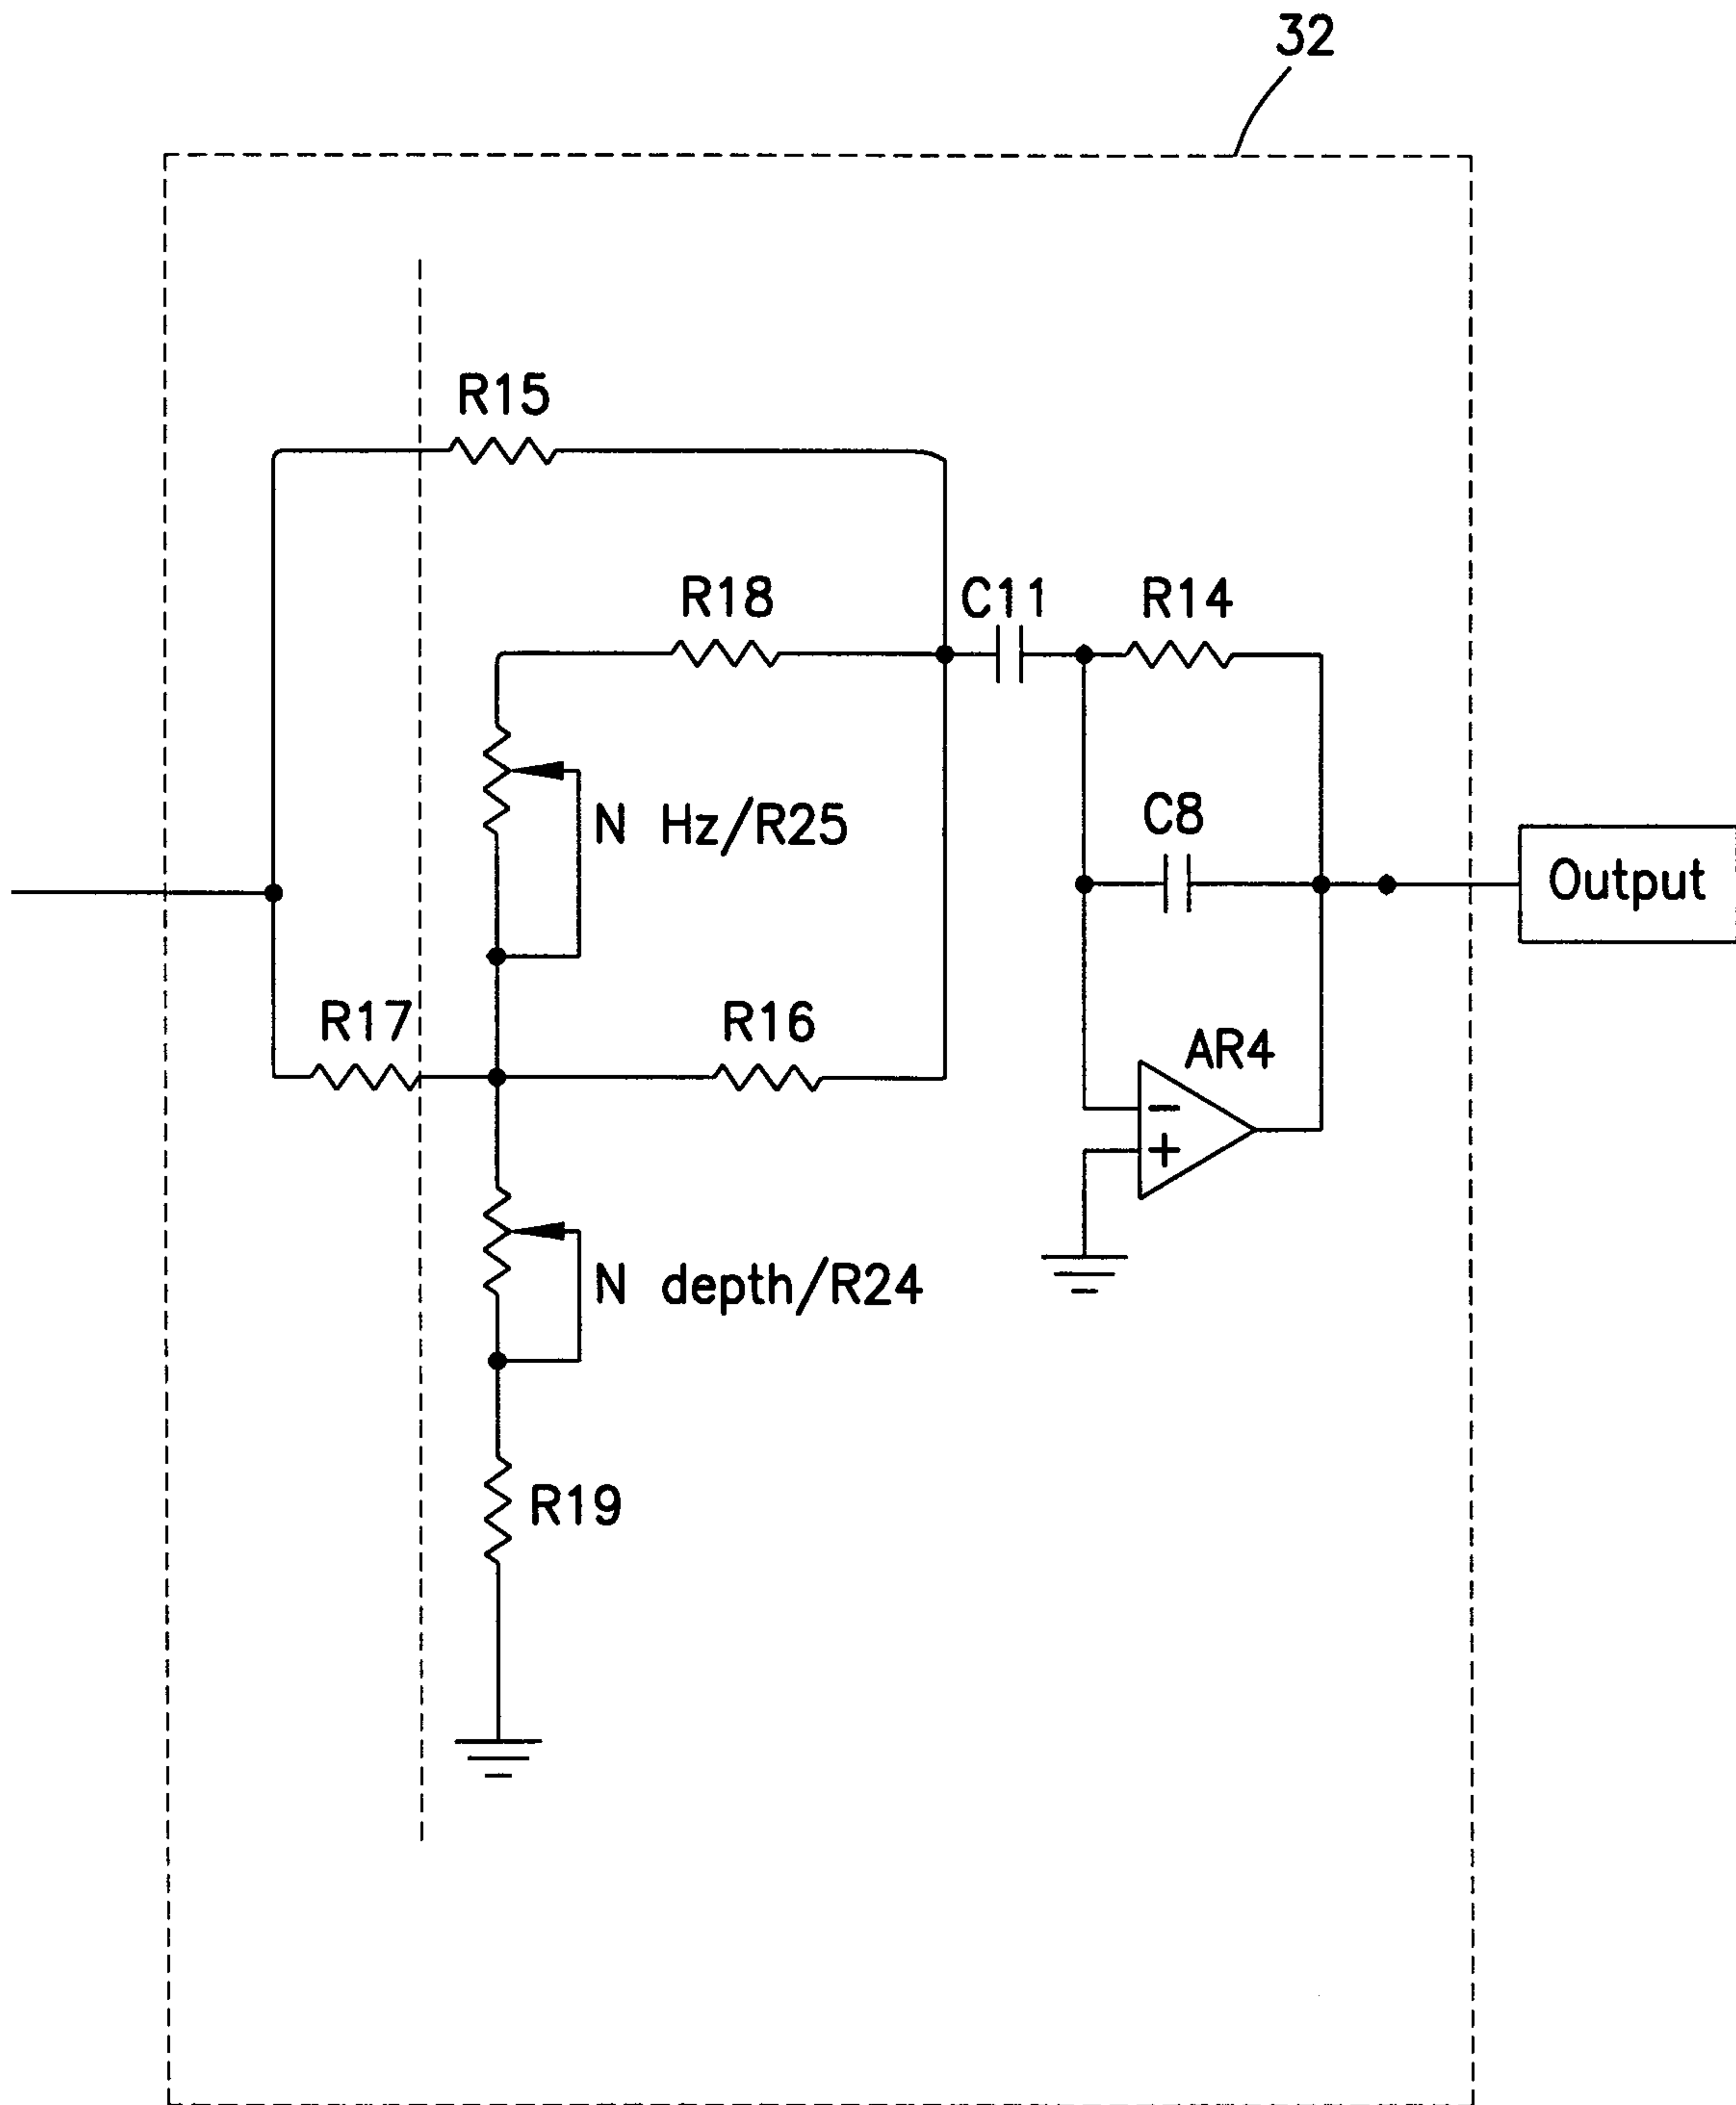 32
R15
R18
C11
R14
N Hz/R25
C8
Output
R17
R16
AR4
−
+
N depth/R24
R19